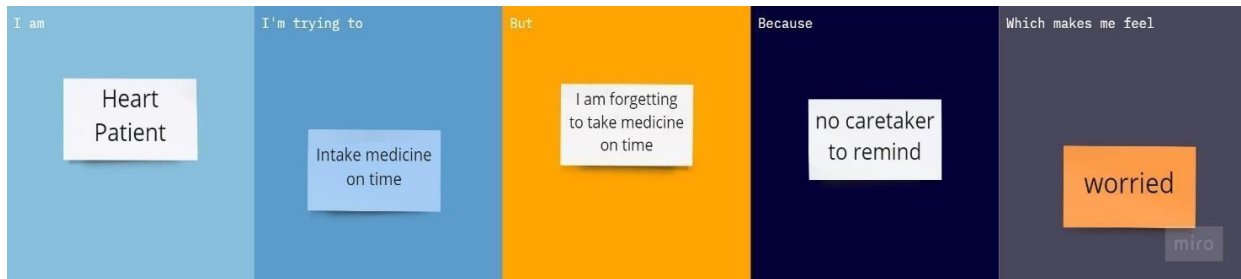 I am
Heart
Patient
I'm trying to
Intake medicine
on time
But
I am forgetting
to take medicine
on time
Because
no caretaker
to remind
Which makes me feel
worried
miro